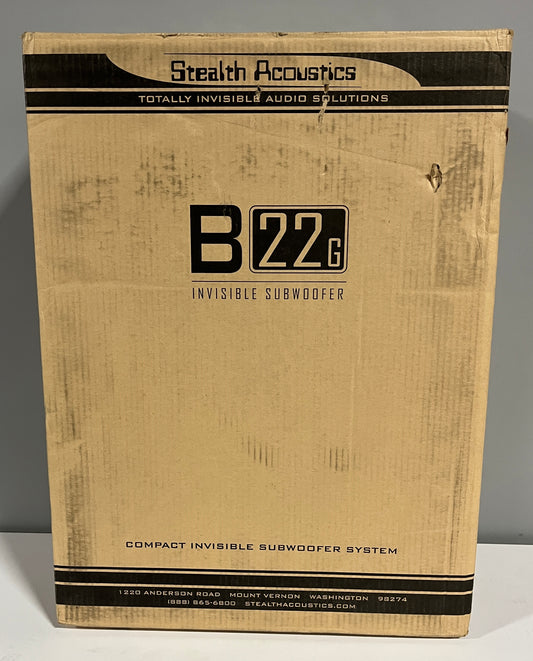 Stealth Acoustics
TOTALLY INVISIBLE AUDIO SOLUTIONS
B22G
INVISIBLE SUBWOOFER
COMPACT INVISIBLE SUBWOOFER SYSTEM
1220 ANDERSON ROAD MOUNT VERNON WASHINGTON 98274
(888) 865-6800 STEALTHACOUSTICS.COM